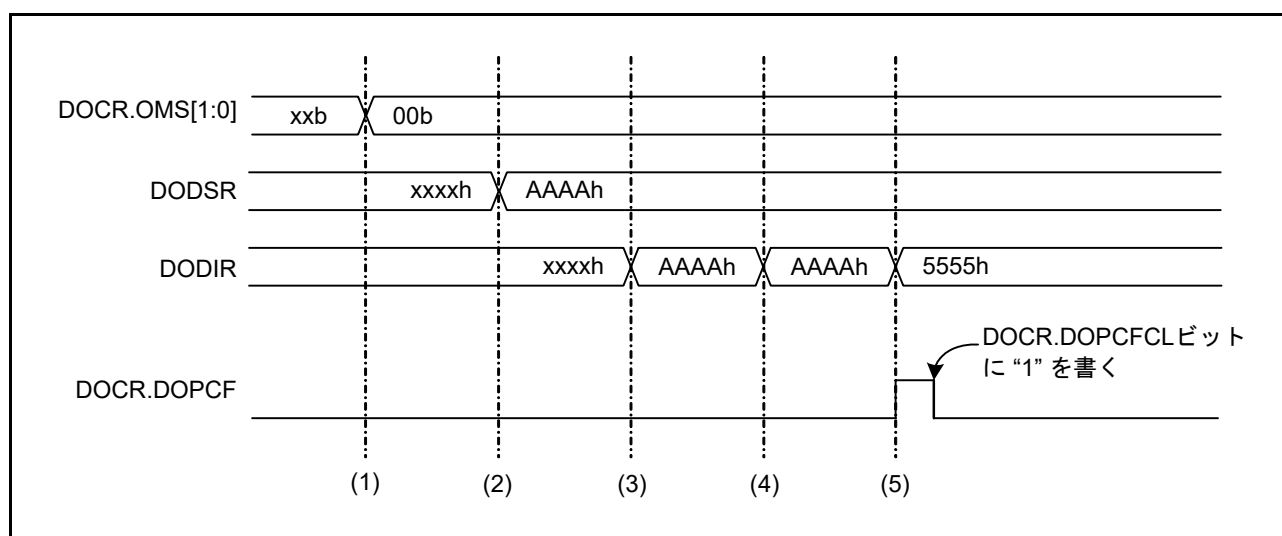 DOCR.OMS[1:0] xxb 00b
DODSR xxxxh AAAAh
DODIR xxxxh AAAAh AAAAh 5555h
DOCR.DOPCFCLビット
に “1” を書く
DOCR.DOPCF
(1) (2) (3) (4) (5)